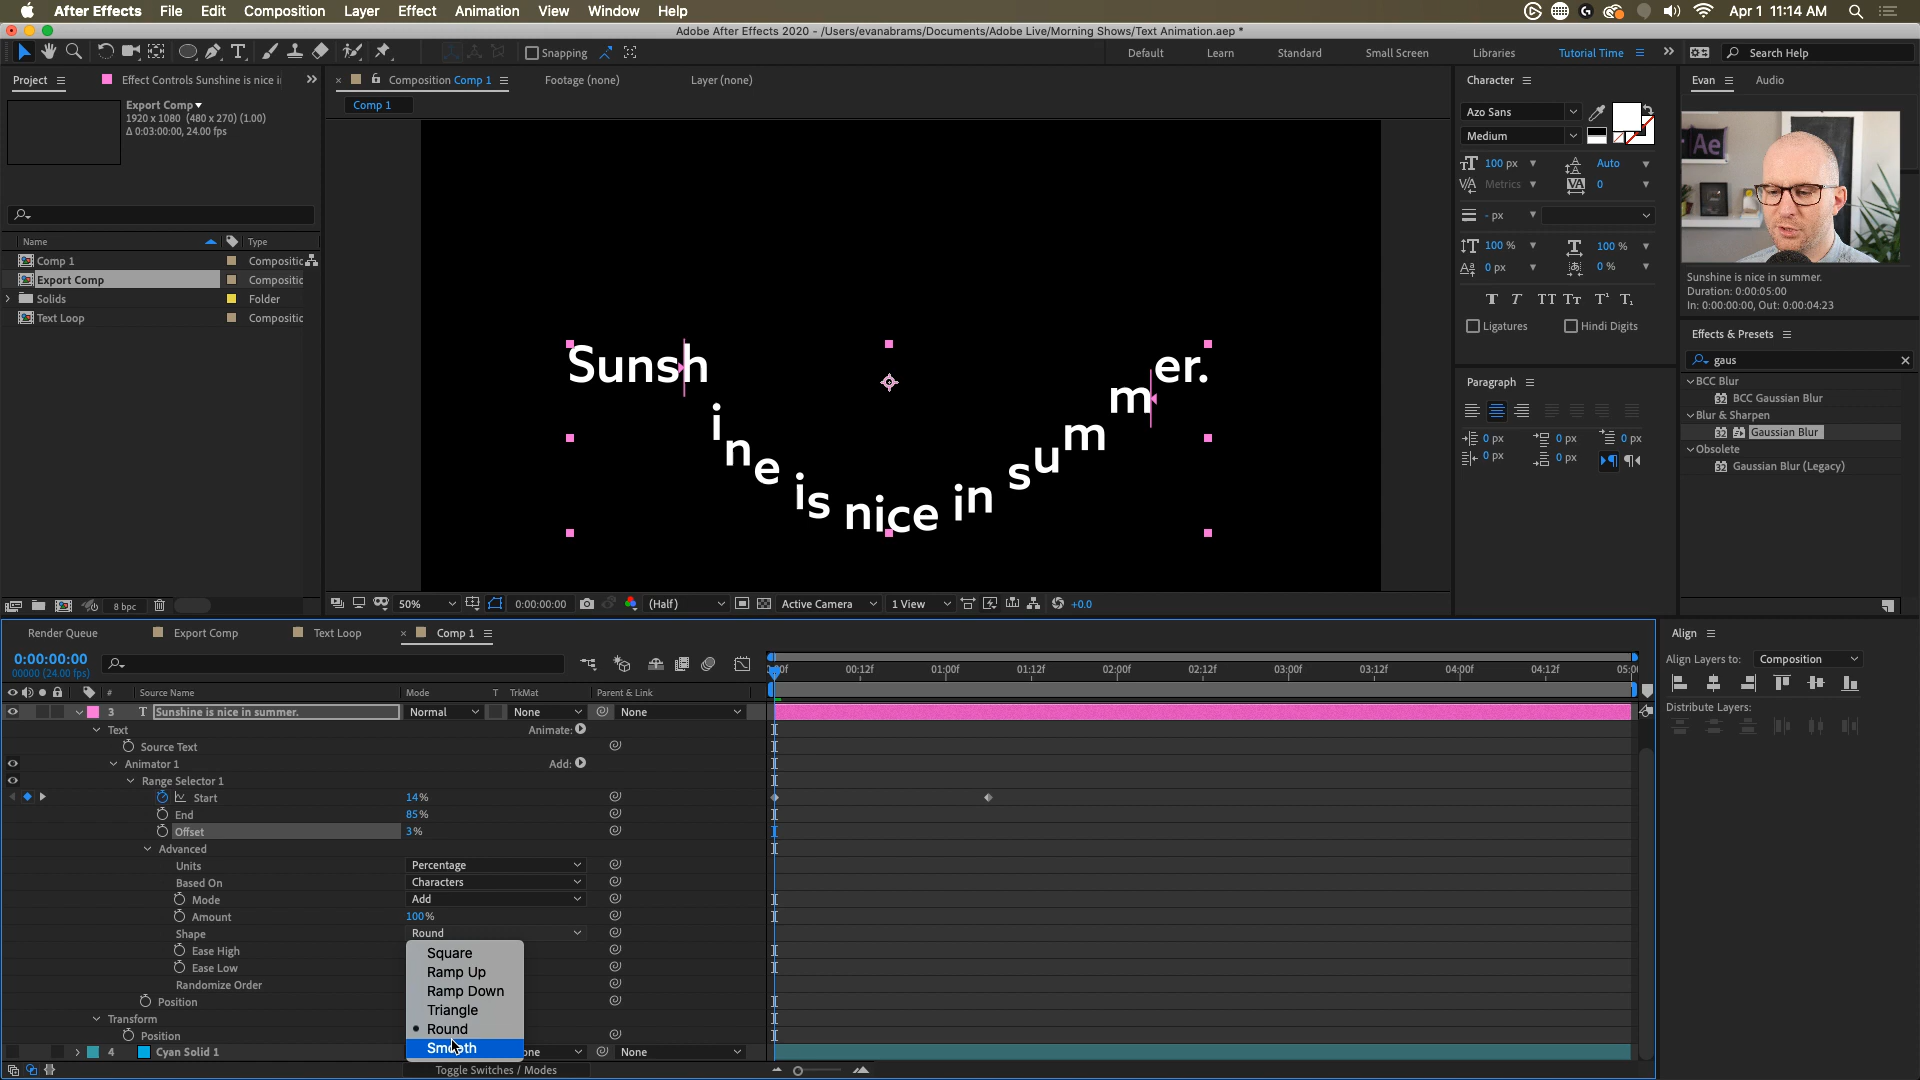 After Effects File Edit Composition Layer Effect Animation View Window Help Apr 1 11:14 AM
Adobe After Effects 2020 - /Users/evanabrams/Documents/Adobe Live/Morning Shows/Text Animation.aep *
Snapping Default Learn Standard Small Screen Libraries Tutorial Time Search Help
Project Effect Controls Sunshine is nice i Composition Comp 1 Footage (none) Layer (none) Character Evan Audio
Comp 1
Export Comp
1920 x 1080 (480 x 270) (1.00)
Δ 0:03:00:00, 24.00 fps
Azo Sans
Medium
100 px Auto
Metrics 0
- px
100 % 100 %
0 px 0 %
Ligatures Hindi Digits
Ae
Sunshine is nice in summer.
Duration: 0:00:05:00
In: 0:00:00:00, Out: 0:00:04:23
Effects & Presets
gaus
BCC Blur
BCC Gaussian Blur
Blur & Sharpen
Gaussian Blur
Obsolete
Gaussian Blur (Legacy)
Paragraph
0 px 0 px 0 px
0 px 0 px
Name Type
Comp 1 Compositic
Export Comp Compositic
Solids Folder
Text Loop Compositic
Sunshine is nice in summer.
8 bpc
50% 0:00:00:00 (Half) Active Camera 1 View +0.0
Render Queue Export Comp Text Loop Comp 1
0:00:00:00
00000 (24.00 fps)
00f 00:12f 01:00f 01:12f 02:00f 02:12f 03:00f 03:12f 04:00f 04:12f 05:00
# Source Name Mode T TrkMat Parent & Link
3 T Sunshine is nice in summer. Normal None None
Text Animate:
Source Text
Animator 1 Add:
Range Selector 1
Start 14%
End 85%
Offset 3%
Advanced
Units Percentage
Based On Characters
Mode Add
Amount 100%
Shape Round
Ease High
Ease Low
Randomize Order
Position
Transform
Position
4 Cyan Solid 1 one None
Square
Ramp Up
Ramp Down
Triangle
Round
Smooth
Toggle Switches / Modes
Align
Align Layers to: Composition
Distribute Layers: